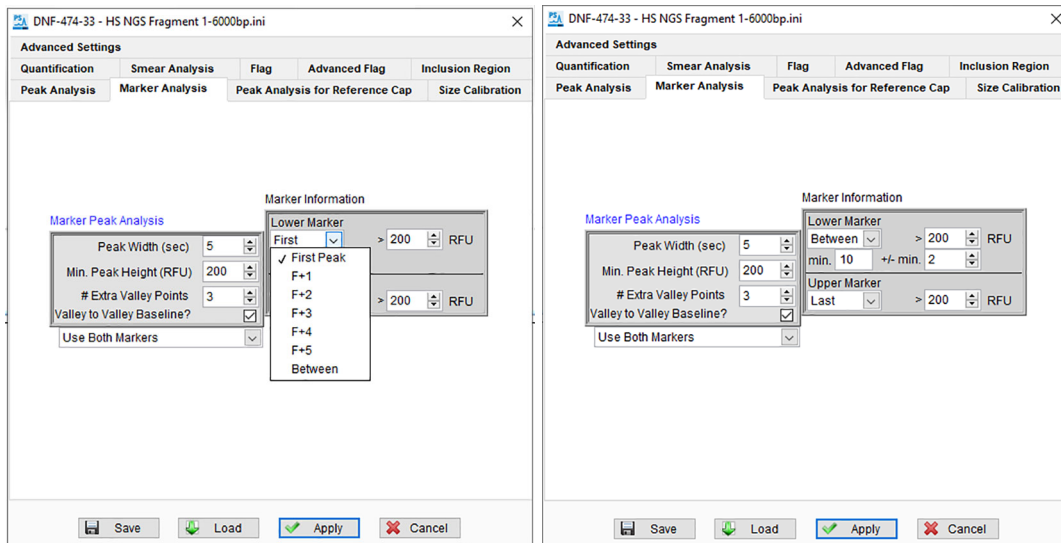 DNF-474-33 - HS NGS Fragment 1-6000bp.ini
Advanced Settings
Quantification Smear Analysis Flag Advanced Flag Inclusion Region
Peak Analysis Marker Analysis Peak Analysis for Reference Cap Size Calibration
Marker Information
Marker Peak Analysis
Lower Marker
Peak Width (sec) 5
First > 200 RFU
Min. Peak Height (RFU) 200
# Extra Valley Points 3
> 200 RFU
Valley to Valley Baseline?
Use Both Markers
First Peak
F+1
F+2
F+3
F+4
F+5
Between
Save Load Apply Cancel
DNF-474-33 - HS NGS Fragment 1-6000bp.ini
Advanced Settings
Quantification Smear Analysis Flag Advanced Flag Inclusion Region
Peak Analysis Marker Analysis Peak Analysis for Reference Cap Size Calibration
Marker Information
Marker Peak Analysis
Lower Marker
Peak Width (sec) 5
Between > 200 RFU
min. 10 +/- min. 2
Min. Peak Height (RFU) 200
Upper Marker
# Extra Valley Points 3
Last > 200 RFU
Valley to Valley Baseline?
Use Both Markers
Save Load Apply Cancel